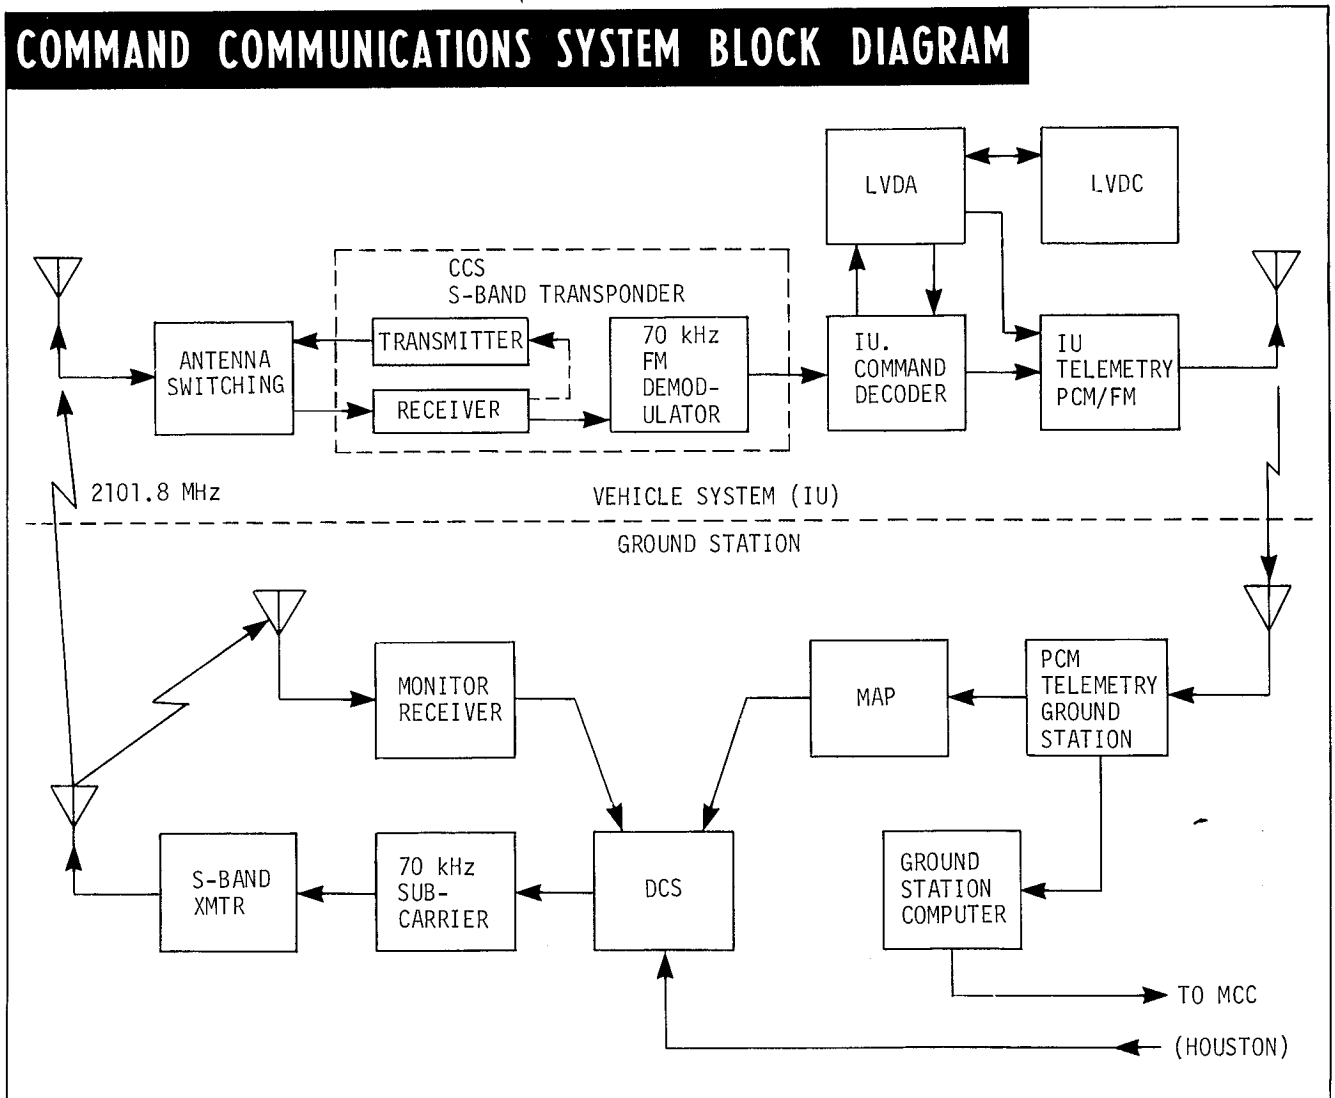 COMMAND COMMUNICATIONS SYSTEM BLOCK DIAGRAM
LVDA
LVDC
CCS
S-BAND TRANSPONDER
ANTENNA
SWITCHING
TRANSMITTER
RECEIVER
70 kHz
FM
DEMOD-
ULATOR
IU.
COMMAND
DECODER
IU
TELEMETRY
PCM/FM
2101.8 MHz
VEHICLE SYSTEM (IU)
GROUND STATION
MONITOR
RECEIVER
MAP
PCM
TELEMETRY
GROUND
STATION
S-BAND
XMTR
70 kHz
SUB-
CARRIER
DCS
GROUND
STATION
COMPUTER
TO MCC
(HOUSTON)